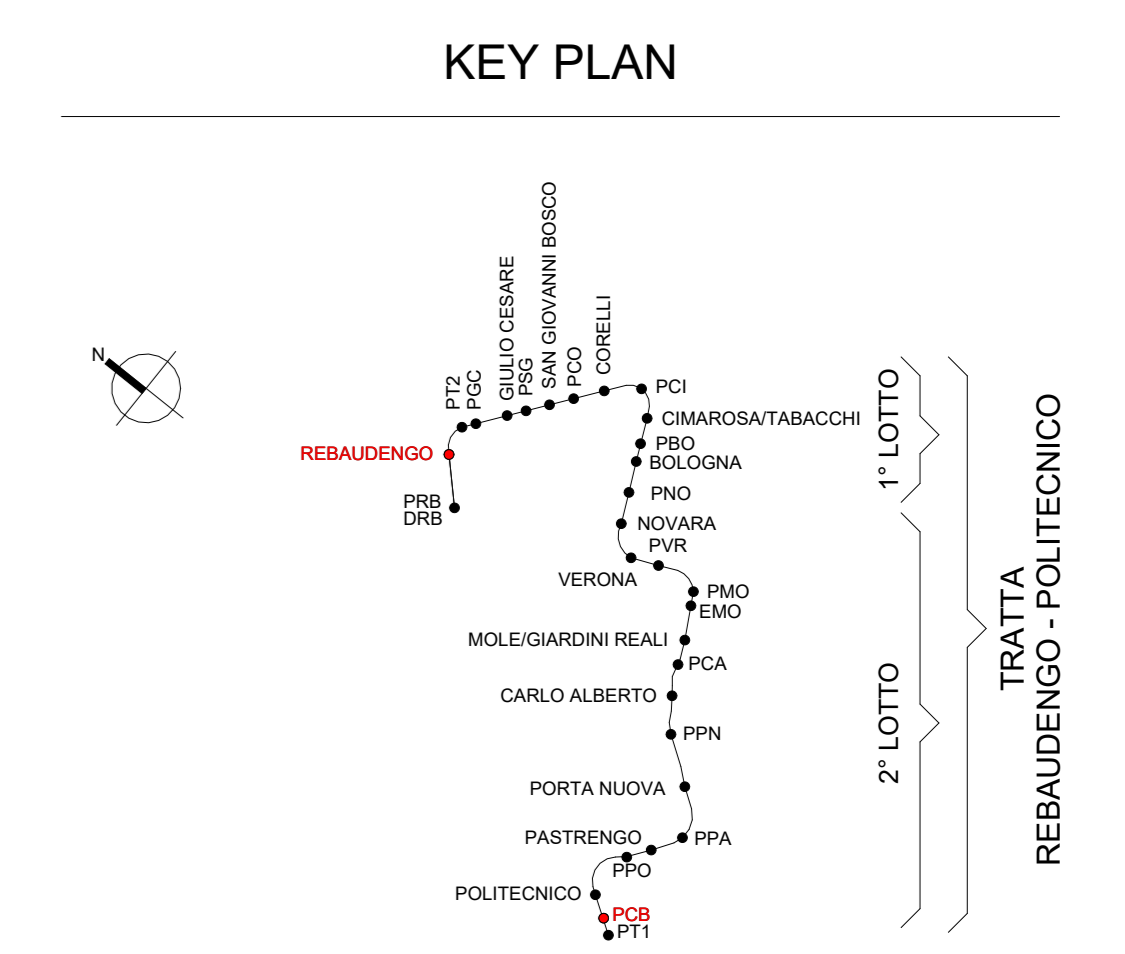 KEY PLAN
N
PT2
PGC
GIULIO CESARE
PSG
SAN GIOVANNI BOSCO
PCO
CORELLI
PCI
CIMAROSA/TABACCHI
REBAUDENGO
PBO
BOLOGNA
PRB
DRB
PNO
NOVARA
PVR
VERONA
PMO
EMO
MOLE/GIARDINI REALI
PCA
CARLO ALBERTO
PPN
PORTA NUOVA
PASTRENGO
PPA
PPO
POLITECNICO
PCB
PT1
1° LOTTO
2° LOTTO
TRATTA
REBAUDENGO - POLITECNICO